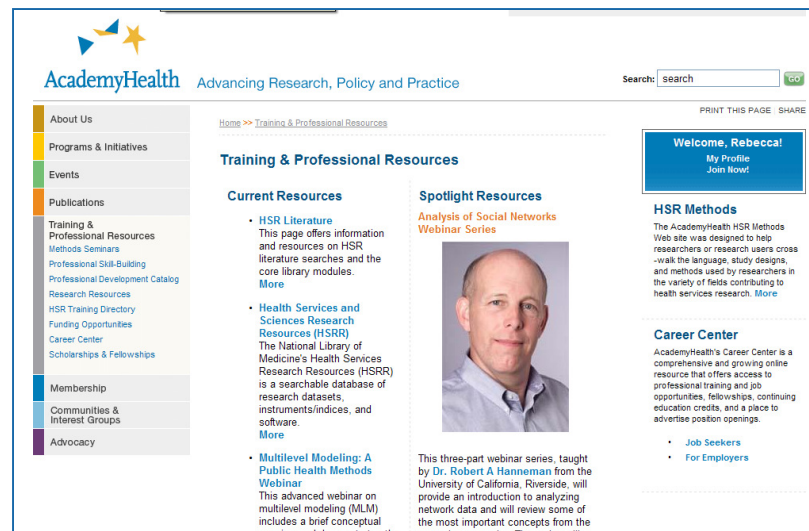 AcademyHealth
Advancing Research, Policy and Practice
Search:
search
GO
PRINT THIS PAGE | SHARE
About Us
Programs & Initiatives
Events
Publications
Training &
Professional Resources
Methods Seminars
Professional Skill-Building
Professional Development Catalog
Research Resources
HSR Training Directory
Funding Opportunities
Career Center
Scholarships & Fellowships
Membership
Communities &
Interest Groups
Advocacy
Home >> Training & Professional Resources
Training & Professional Resources
Current Resources
• HSR Literature
This page offers information
and resources on HSR
literature searches and the
core library modules.
More
• Health Services and
Sciences Research
Resources (HSRR)
The National Library of
Medicine's Health Services
Research Resources (HSRR)
is a searchable database of
research datasets,
instruments/indices, and
software.
More
• Multilevel Modeling: A
Public Health Methods
Webinar
This advanced webinar on
multilevel modeling (MLM)
includes a brief conceptual
Spotlight Resources
Analysis of Social Networks
Webinar Series
This three-part webinar series, taught
by Dr. Robert A Hanneman from the
University of California, Riverside, will
provide an introduction to analyzing
network data and will review some of
the most important concepts from the
Welcome, Rebecca!
My Profile
Join Now!
HSR Methods
The AcademyHealth HSR Methods
Web site was designed to help
researchers or research users cross
-walk the language, study designs,
and methods used by researchers in
the variety of fields contributing to
health services research. More
Career Center
AcademyHealth's Career Center is a
comprehensive and growing online
resource that offers access to
professional training and job
opportunities, fellowships, continuing
education credits, and a place to
advertise position openings.
• Job Seekers
• For Employers